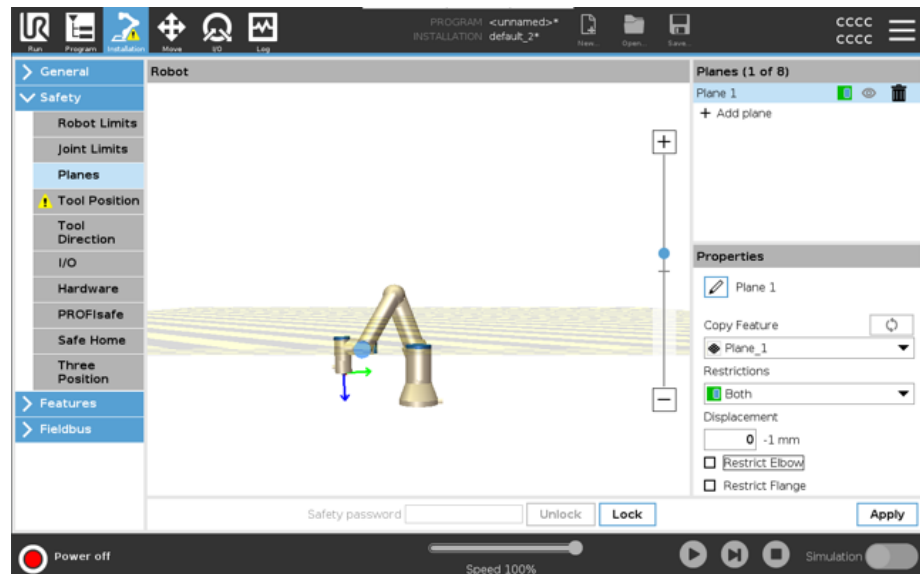 UR
Run
Program
Installation
Move
I/O
Log
PROGRAM <unnamed>*
INSTALLATION default_2*
New...
Open...
Save...
CCCC
CCCC
General
Safety
Robot Limits
Joint Limits
Planes
Tool Position
Tool
Direction
I/O
Hardware
PROFIsafe
Safe Home
Three
Position
Features
Fieldbus
Robot
Planes (1 of 8)
Plane 1
+ Add plane
Properties
Plane 1
Copy Feature
Plane_1
Restrictions
Both
Displacement
0 -1 mm
Restrict Elbow
Restrict Flange
Safety password
Unlock
Lock
Apply
Power off
Speed 100%
Simulation